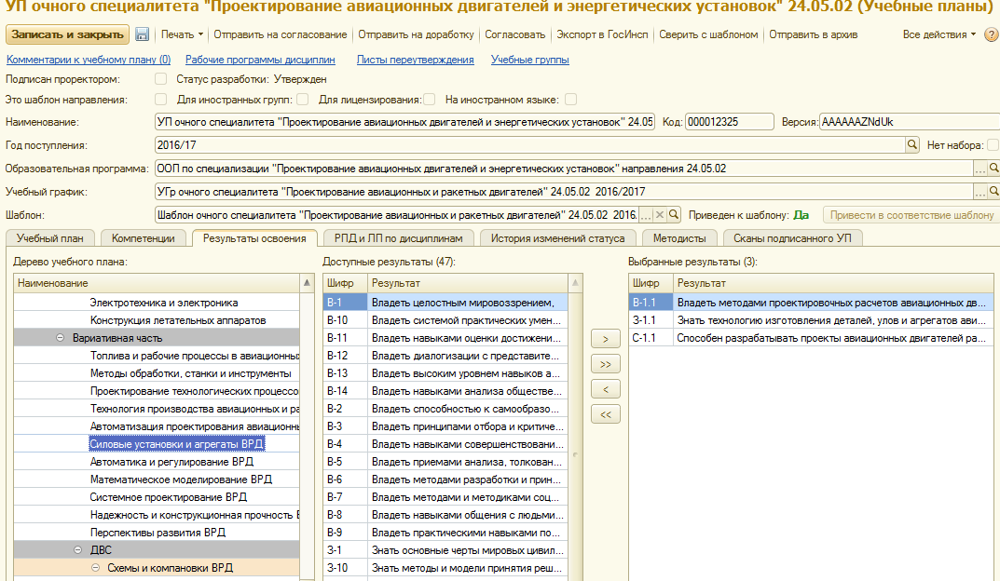 УП очного специалитета "Проектирование авиационных двигателей и энергетических установок" 24.05.02 (Учебные планы)
Записать и закрыть Печать Отправить на согласование Отправить на доработку Согласовать Экспорт в ГосИнсп Сверить с шаблоном Отправить в архив Все действия ?
Комментарии к учебному плану (0) Рабочие программы дисциплин Листы переутверждения Учебные группы
Подписан проректором: Статус разработки: Утвержден
Это шаблон направления: Для иностранных групп: Для лицензирования: На иностранном языке:
Наименование: УП очного специалитета "Проектирование авиационных двигателей и энергетических установок" 24.05 Код: 000012325 Версия: AAAAAAZNdUk
Год поступления: 2016/17 Нет набора:
Образовательная программа: ООП по специализации "Проектирование авиационных двигателей и энергетических установок" направления 24.05.02 ...
Учебный график: УГр очного специалитета "Проектирование авиационных и ракетных двигателей" 24.05.02 2016/2017 ...
Шаблон: Шаблон очного специалитета "Проектирование авиационных и ракетных двигателей" 24.05.02 2016. ... Приведен к шаблону: Да Привести в соответствие шаблону
Учебный план Компетенции Результаты освоения РПД и ЛП по дисциплинам История изменений статуса Методисты Сканы подписанного УП
Дерево учебного плана: Доступные результаты (47): Выбранные результаты (3):
Наименование Шифр Результат Шифр Результат
Электротехника и электроника В-1 Владеть целостным мировоззрением, В-1.1 Владеть методами проектировочных расчетов авиационных дв...
Конструкция летательных аппаратов В-10 Владеть системой практических умен... З-1.1 Знать технологию изготовления деталей, улов и агрегатов ави...
Вариативная часть В-11 Владеть навыками оценки достижени... С-1.1 Способен разрабатывать проекты авиационных двигателей ра...
Топлива и рабочие процессы в авиационны В-12 Владеть диалогизации с представите... >
Методы обработки, станки и инструменты В-13 Владеть высоким уровнем навыков а... >>
Проектирование технологических процессо В-14 Владеть навыками анализа обществе... <
Технология производства авиационных и ра В-2 Владеть способностью к самообразо... <<
Автоматизация проектирования авиационн В-3 Владеть принципами отбора и критиче...
Силовые установки и агрегаты ВРД В-4 Владеть навыками совершенствовани...
Автоматика и регулирование ВРД В-5 Владеть приемами анализа, толкован...
Математическое моделирование ВРД В-6 Владеть методами разработки и прин...
Системное проектирование ВРД В-7 Владеть методами и методиками соц...
Надежность и конструкционная прочность В В-8 Владеть навыками общения с людьми...
Перспективы развития ВРД В-9 Владеть практическими навыками по...
ДВС З-1 Знать основные черты мировых цивил...
Схемы и компановки ВРД З-10 Знать методы и модели принятия реш...